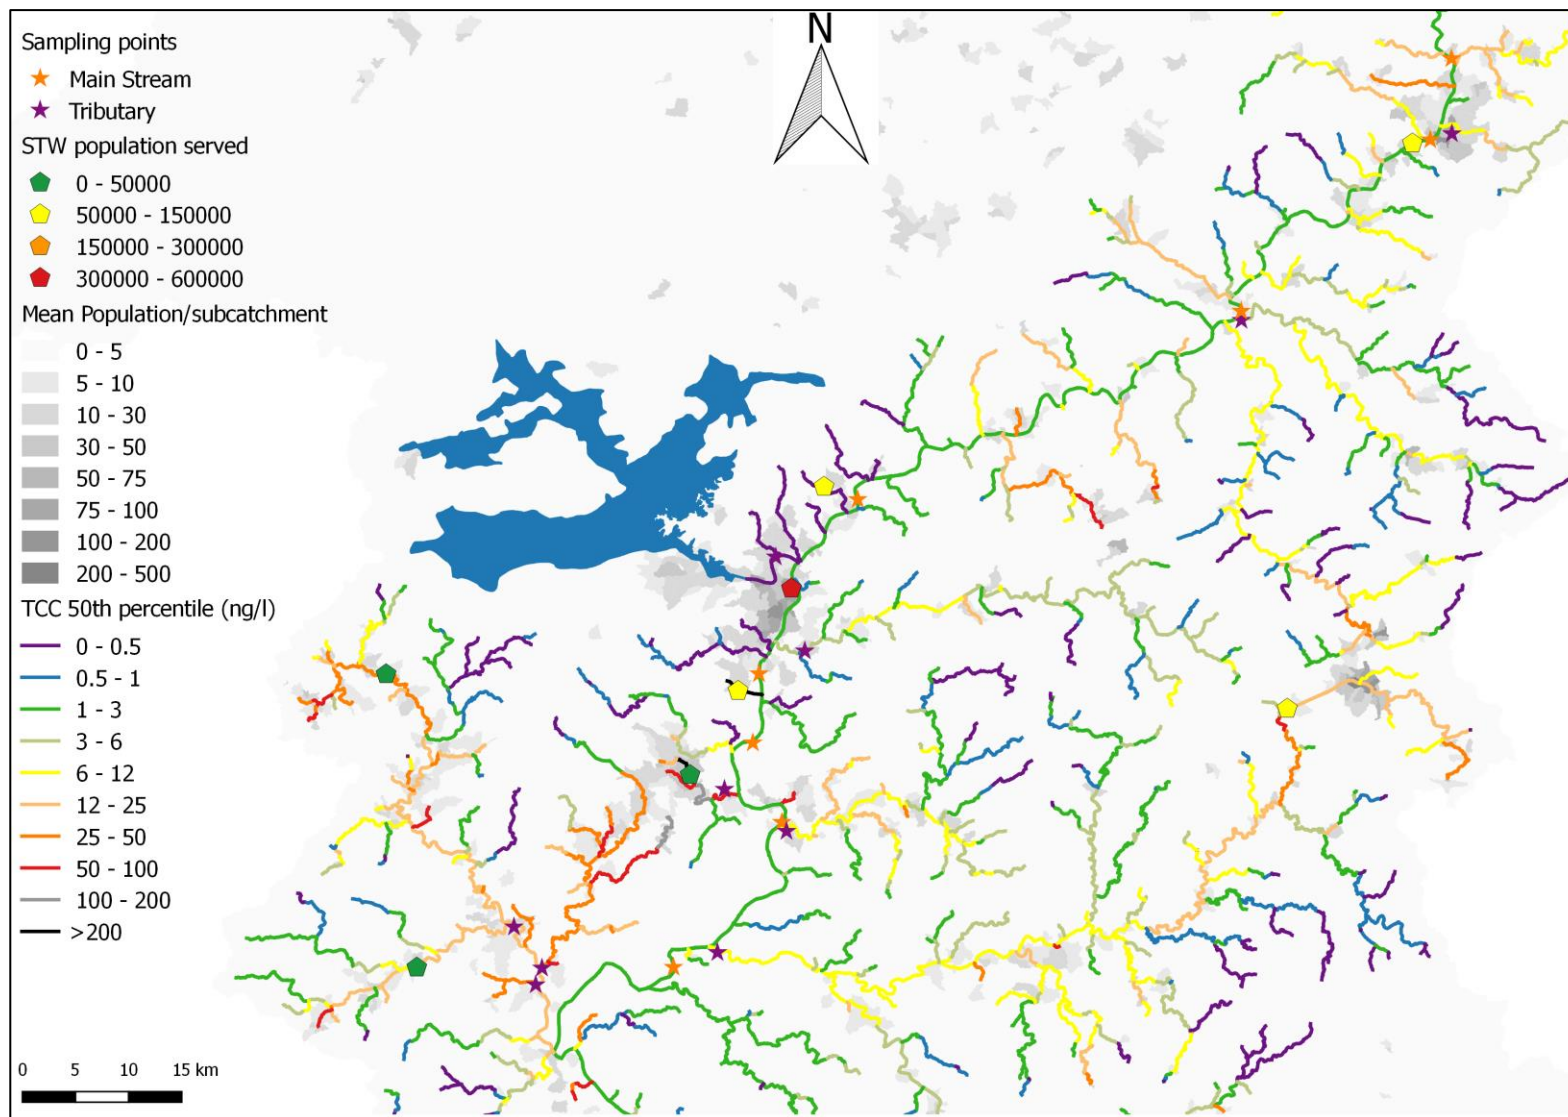 N
Sampling points
Main Stream
Tributary
STW population served
0 - 50000
50000 - 150000
150000 - 300000
300000 - 600000
Mean Population/subcatchment
0 - 5
5 - 10
10 - 30
30 - 50
50 - 75
75 - 100
100 - 200
200 - 500
TCC 50th percentile (ng/l)
0 - 0.5
0.5 - 1
1 - 3
3 - 6
6 - 12
12 - 25
25 - 50
50 - 100
100 - 200
>200
0 5 10 15 km